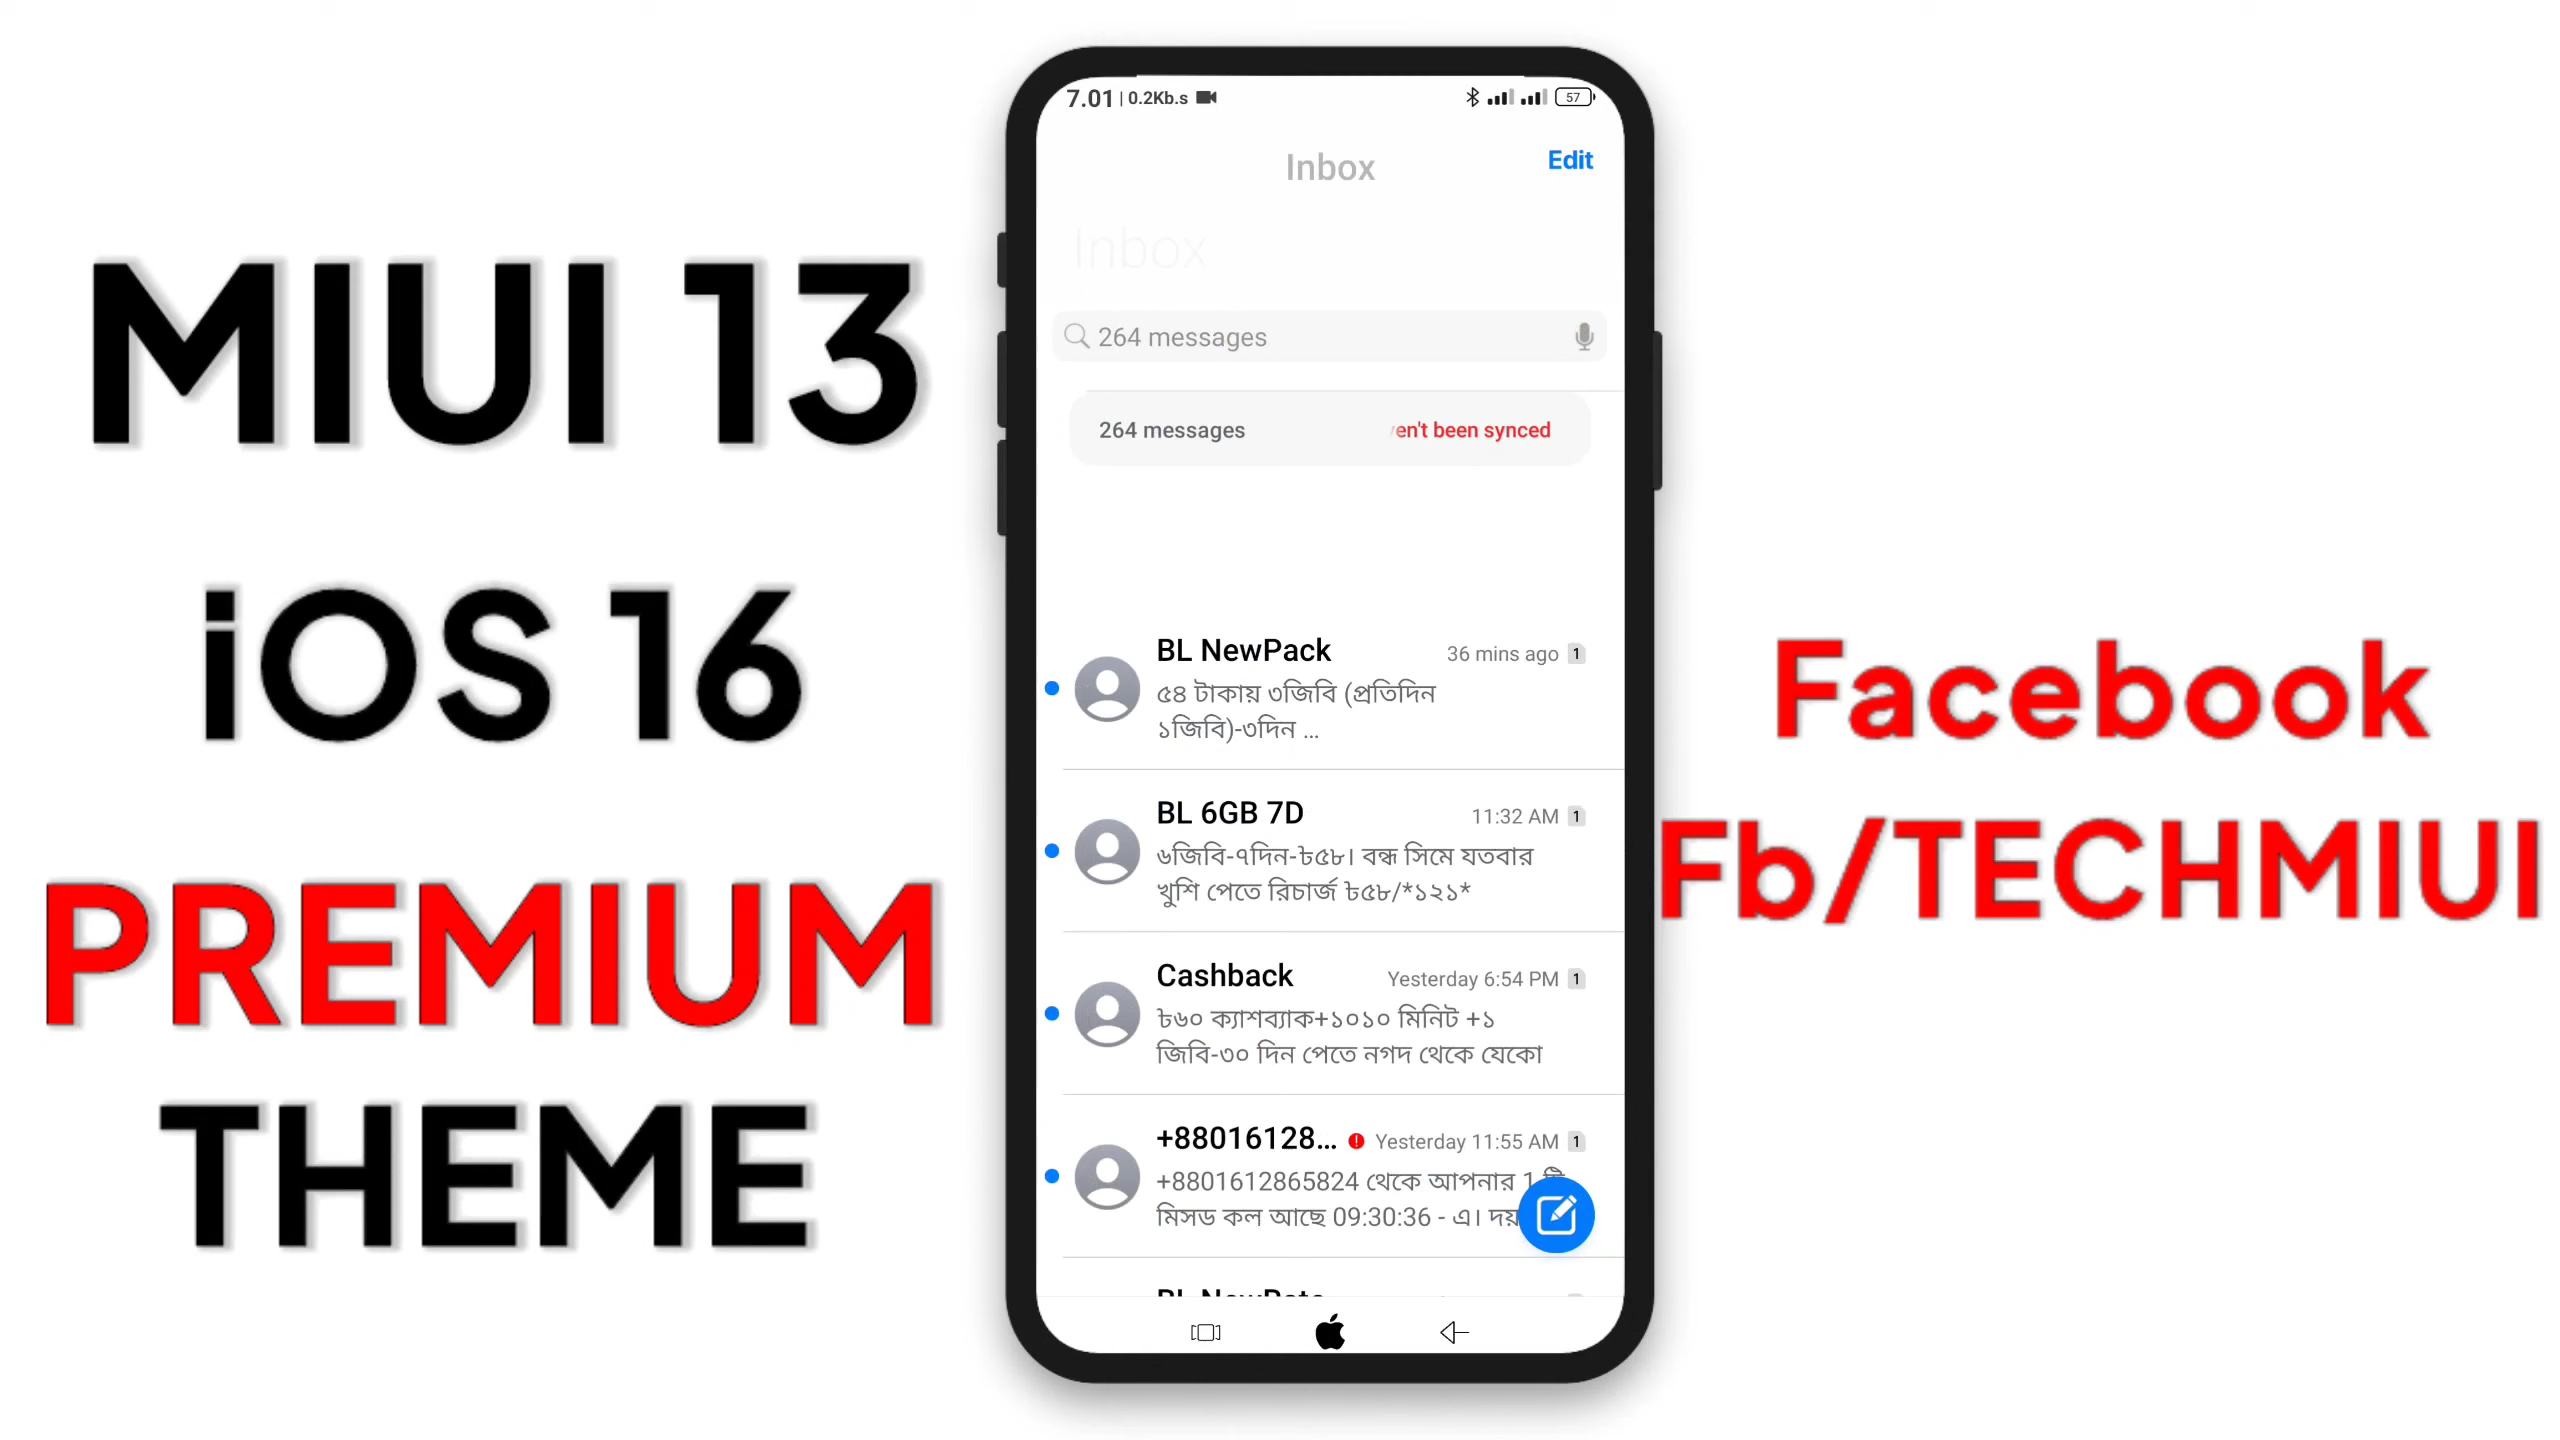 MIUI 13
iOS 16
PREMIUM
THEME
7.01 | 0.2Kb.s
57
Inbox
Edit
Inbox
264 messages
264 messages
en't been synced
BL NewPack
36 mins ago 1
৫৪ টাকায় ৩জিবি (প্রতিদিন
১জিবি)-৩দিন ...
BL 6GB 7D
11:32 AM 1
৬জিবি-৭দিন-৳৫৮। বন্ধ সিমে যতবার
খুশি পেতে রিচার্জ ৳৫৮/*১২১*
Cashback
Yesterday 6:54 PM 1
৳৬০ ক্যাশব্যাক+১০১০ মিনিট +১
জিবি-৩০ দিন পেতে নগদ থেকে যেকো
+88016128...
Yesterday 11:55 AM 1
+8801612865824 থেকে আপনার 1 টি
মিসড কল আছে 09:30:36 - এ। দয়
Facebook
Fb/TECHMIUI